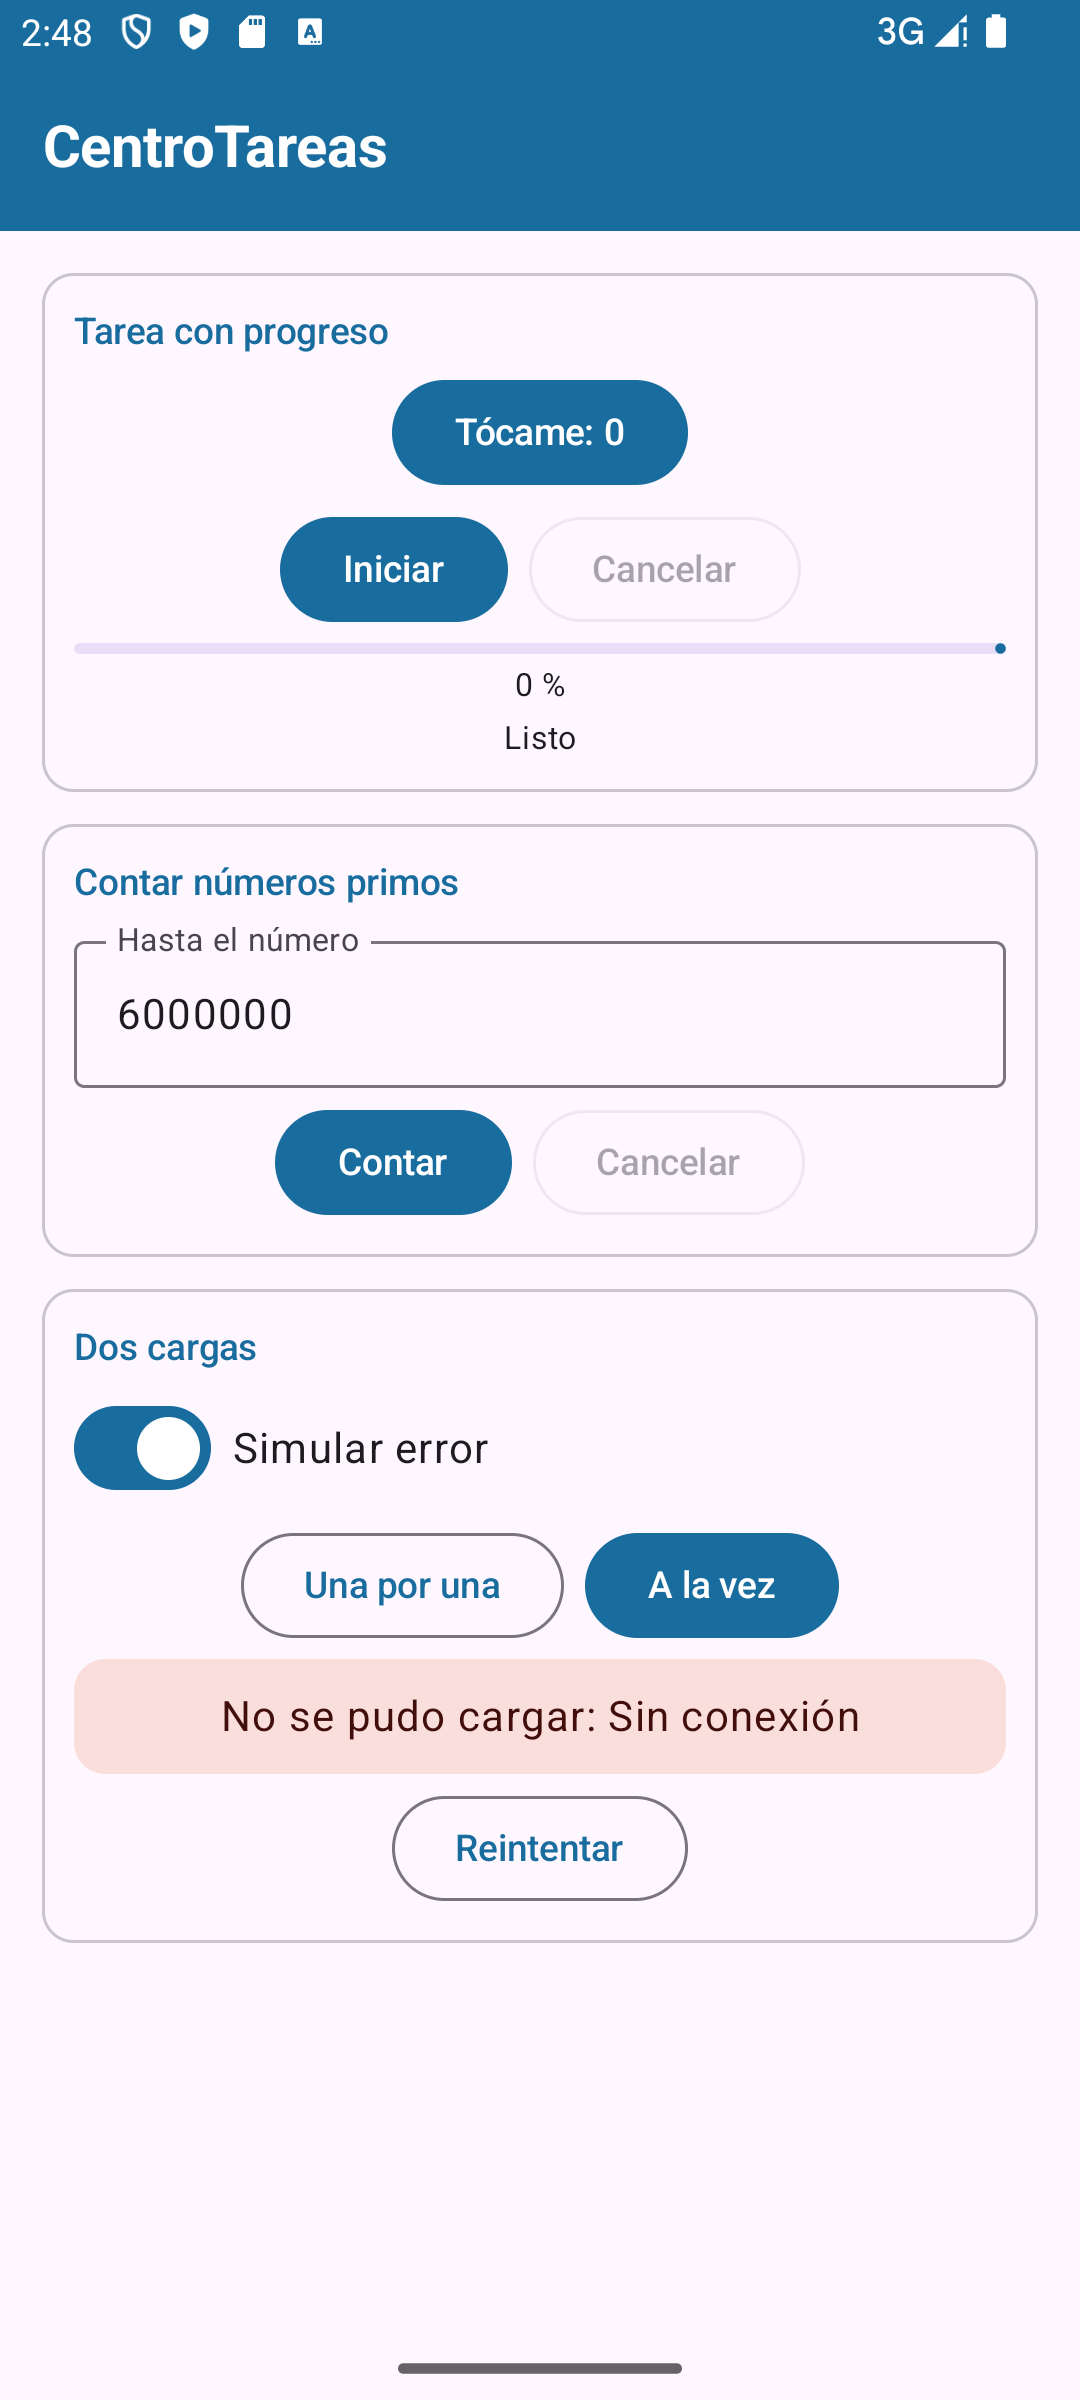 2:48
3G
CentroTareas
Tarea con progreso
Tócame: 0
Iniciar
Cancelar
0 %
Listo
Contar números primos
Hasta el número
6000000
Contar
Cancelar
Dos cargas
Simular error
Una por una
A la vez
No se pudo cargar: Sin conexión
Reintentar